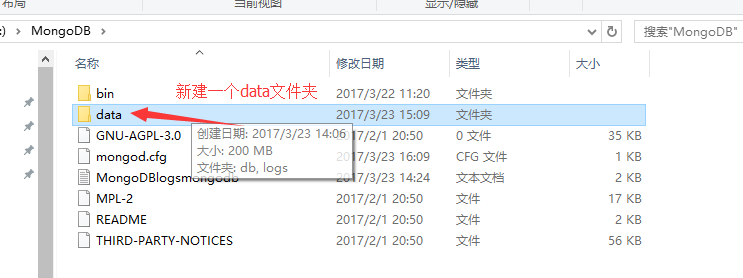 布局 当前视图 显示/隐藏
:) › MongoDB › 搜索"MongoDB"
名称 修改日期 类型 大小
bin 2017/3/22 11:20 文件夹
新建一个data文件夹
data 2017/3/23 15:09 文件夹
GNU-AGPL-3.0 2017/2/1 20:50 0 文件 35 KB
mongod.cfg 2017/3/23 16:09 CFG 文件 1 KB
MongoDBlogsmongodb 2017/3/23 14:24 文本文档 2 KB
MPL-2 2017/2/1 20:50 文件 17 KB
README 2017/2/1 20:50 文件 2 KB
THIRD-PARTY-NOTICES 2017/2/1 20:50 文件 56 KB
创建日期: 2017/3/23 14:06
大小: 200 MB
文件夹: db, logs